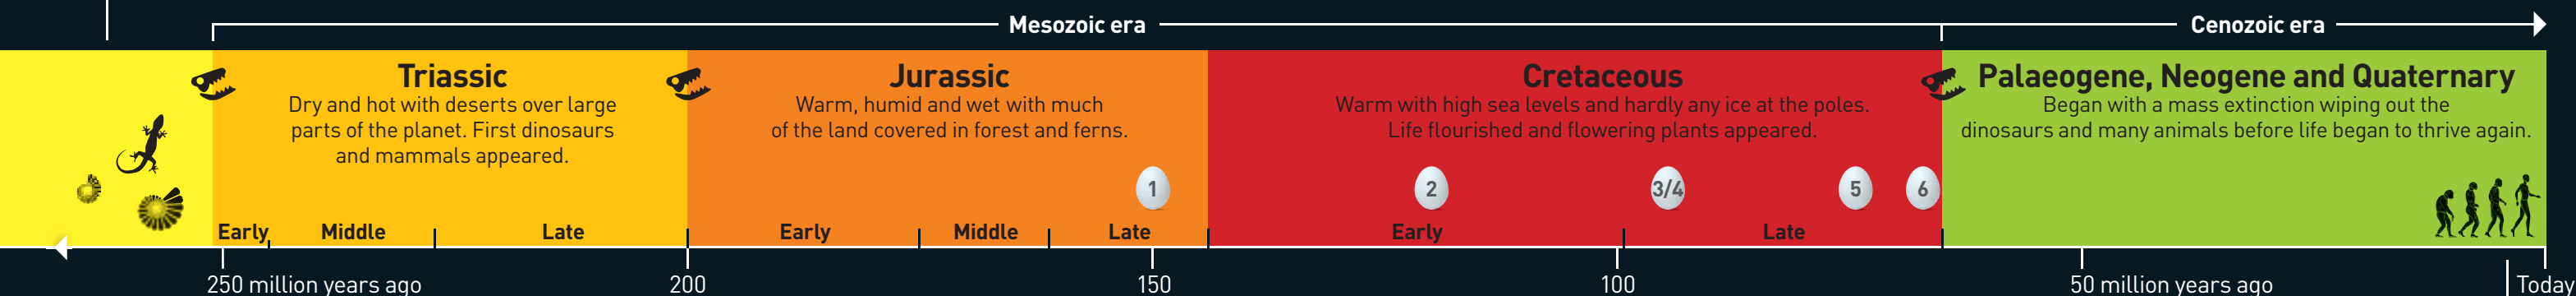 Mesozoic era
Cenozoic era
Triassic
Dry and hot with deserts over large
parts of the planet. First dinosaurs
and mammals appeared.
Jurassic
Warm, humid and wet with much
of the land covered in forest and ferns.
Cretaceous
Warm with high sea levels and hardly any ice at the poles.
Life flourished and flowering plants appeared.
Palaeogene, Neogene and Quaternary
Began with a mass extinction wiping out the
dinosaurs and many animals before life began to thrive again.
1
2
3/4
5
6
Early
Middle
Late
Early
Middle
Late
Early
Late
250 million years ago
200
150
100
50 million years ago
Today